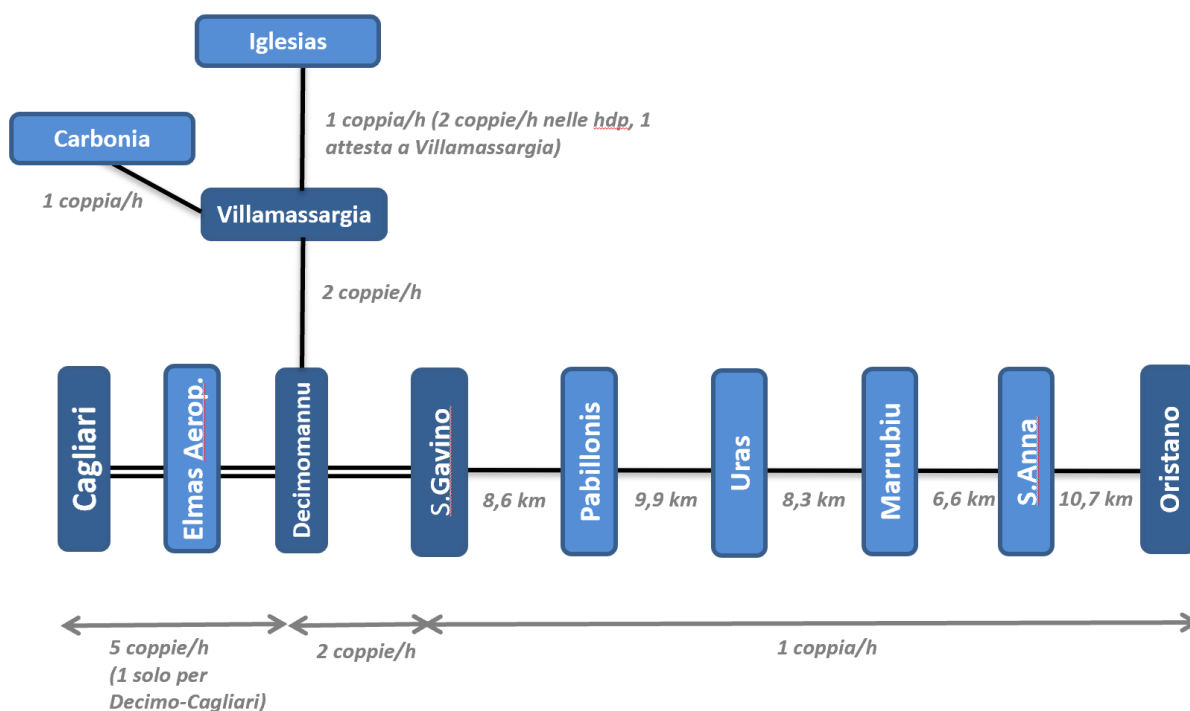 Iglesias
1 coppia/h (2 coppie/h nelle hdp, 1
attesta a Villamassargia)
Carbonia
1 coppia/h
Villamassargia
2 coppie/h
Cagliari
Elmas Aerop.
Decimomannu
S.Gavino
8,6 km
Pabillonis
9,9 km
Uras
8,3 km
Marrubiu
6,6 km
S.Anna
10,7 km
Oristano
5 coppie/h
(1 solo per
Decimo-Cagliari)
2 coppie/h
1 coppia/h